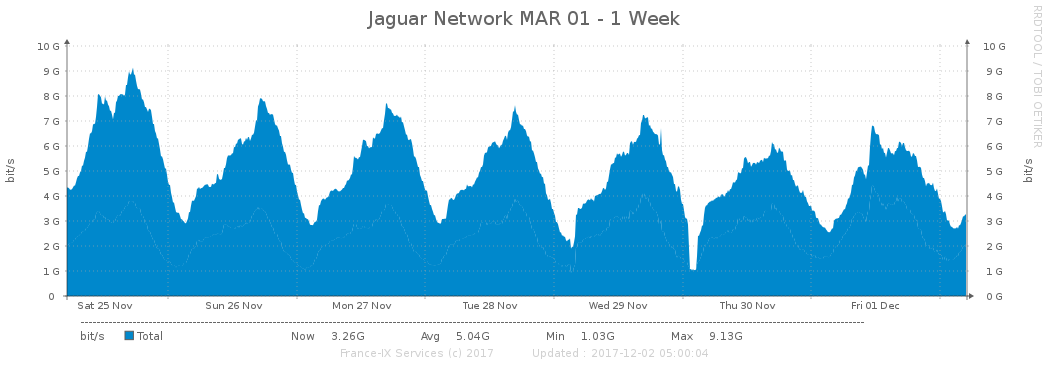 Jaguar Network MAR 01 - 1 Week
RRDTOOL / TOBI OETIKER
bit/s
bit/s
10 G 10 G
9 G 9 G
8 G 8 G
7 G 7 G
6 G 6 G
5 G 5 G
4 G 4 G
3 G 3 G
2 G 2 G
1 G 1 G
0 0 G
Sat 25 Nov Sun 26 Nov Mon 27 Nov Tue 28 Nov Wed 29 Nov Thu 30 Nov Fri 01 Dec
bit/s Total Now 3.26G Avg 5.04G Min 1.03G Max 9.13G
France-IX Services (c) 2017 Updated : 2017-12-02 05:00:04